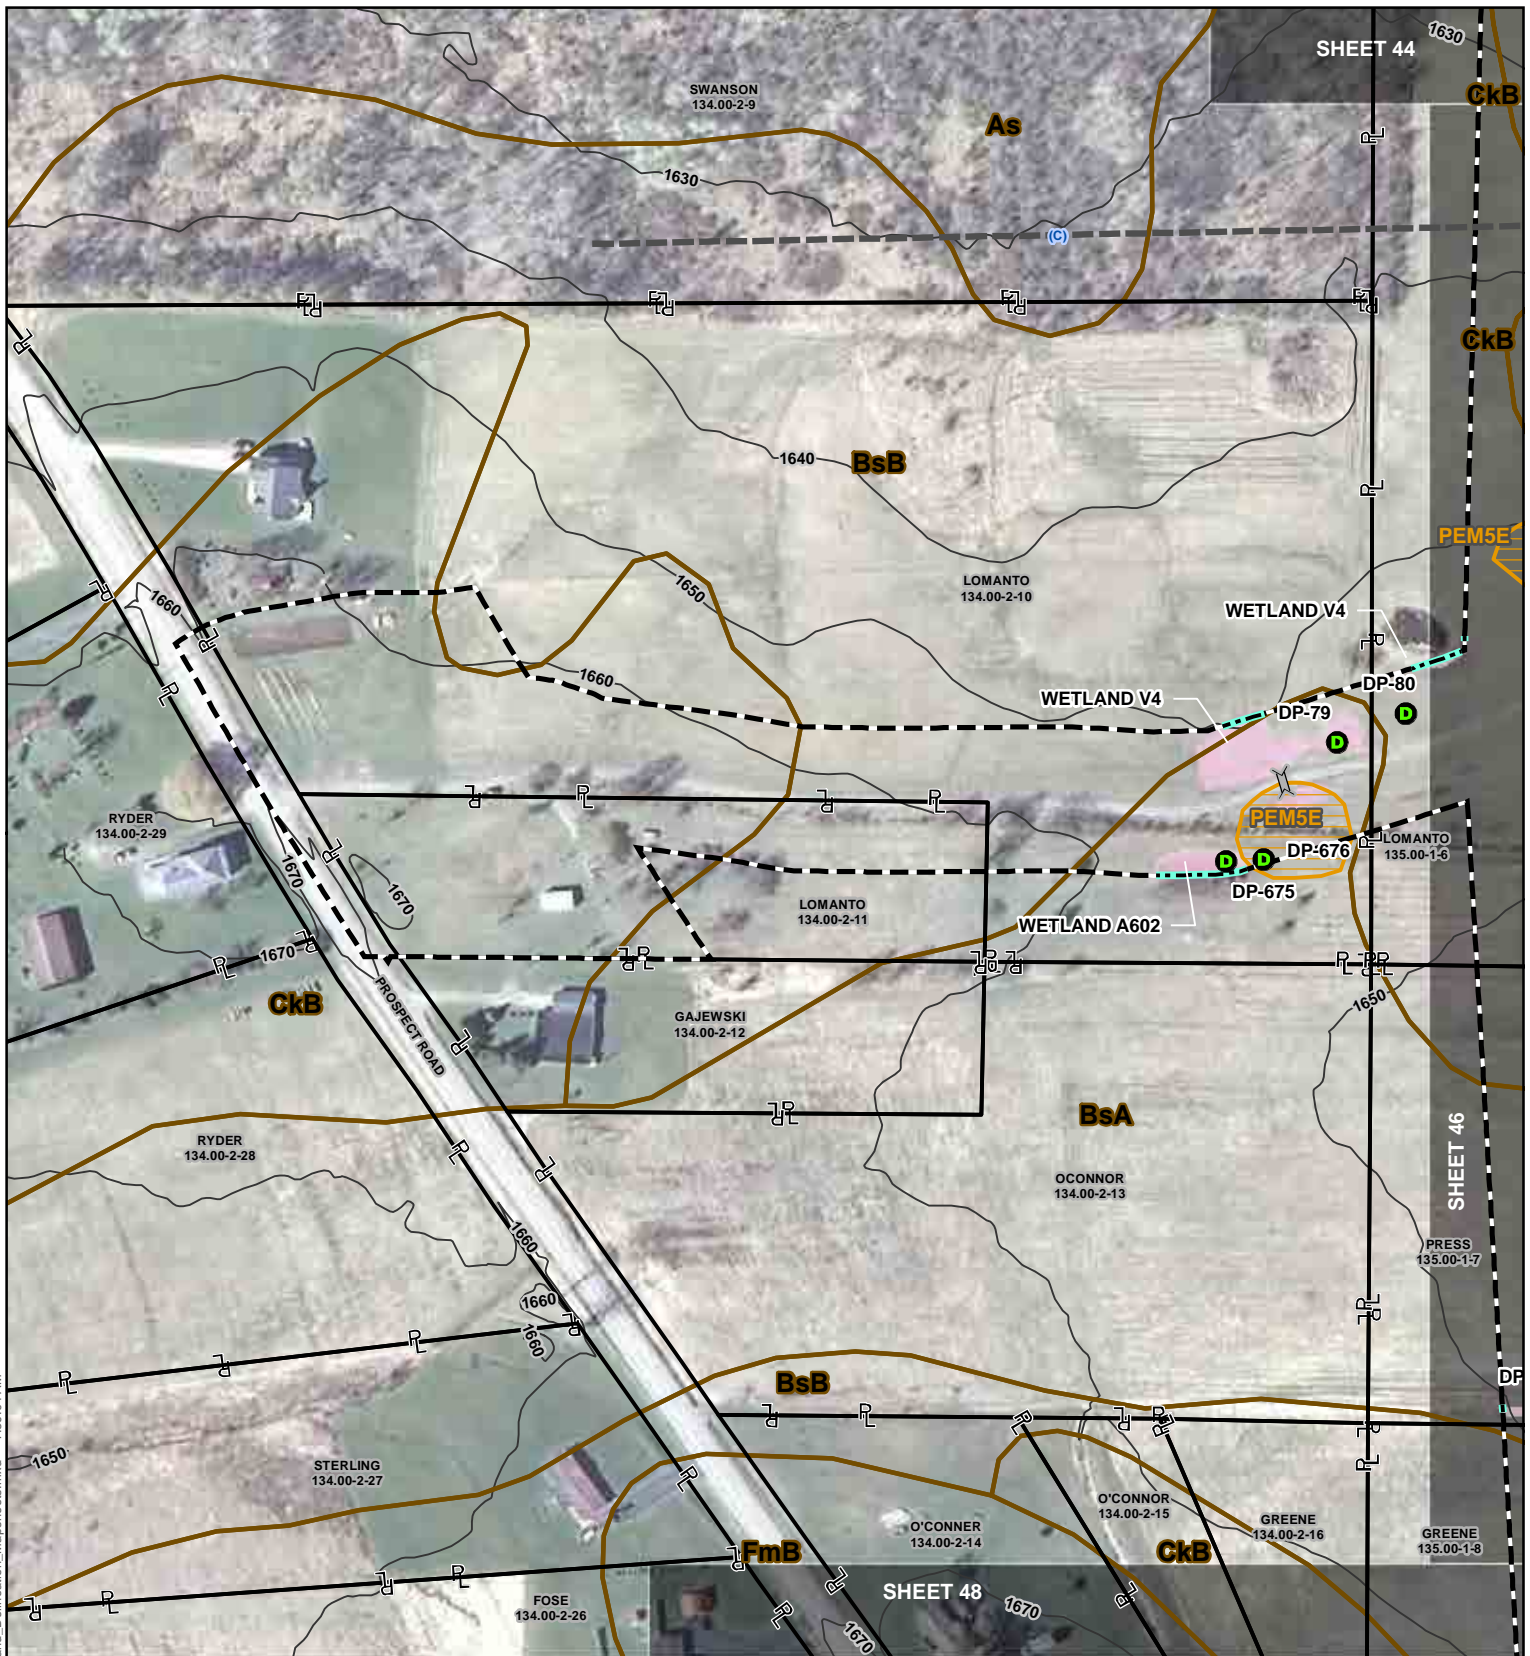 SHEET 44
1630
CkB
SWANSON
134.00-2-9
As
1630
(C)
CkB
1640
BsB
PEM5E
LOMANTO
134.00-2-10
1650
1660
WETLAND V4
1660
DP-80
WETLAND V4
DP-79
PEM5E
RYDER
134.00-2-29
LOMANTO
135.00-1-6
DP-676
1670
1670
DP-675
LOMANTO
134.00-2-11
WETLAND A602
1670
CkB
1650
PROSPECT ROAD
GAJEWSKI
134.00-2-12
BsA
RYDER
134.00-2-28
SHEET 46
OCONNOR
134.00-2-13
1660
PRESS
135.00-1-7
1660
1660
BsB
DP
1650
STERLING
134.00-2-27
O'CONNOR
134.00-2-15
GREENE
134.00-2-16
O'CONNER
134.00-2-14
GREENE
135.00-1-8
FmB
CkB
SHEET 48
FOSE
134.00-2-26
1670
1670
D
D
D
D